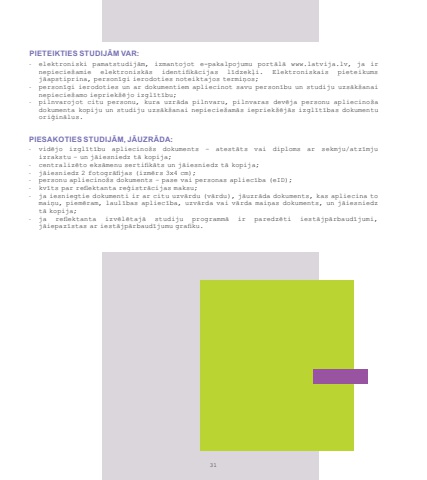 PIETEIKTIES STUDIJĀM VAR:
- elektroniski pamatstudijām, izmantojot e-pakalpojumu portālā www.latvija.lv, ja ir
nepieciešamie elektroniskās identifikācijas līdzekļi. Elektroniskais pieteikums
jāapstiprina, personīgi ierodoties noteiktajos termiņos;
- personīgi ierodoties un ar dokumentiem apliecinot savu personību un studiju uzsākšanai
nepieciešamo iepriekšējo izglītību;
- pilnvarojot citu personu, kura uzrāda pilnvaru, pilnvaras devēja personu apliecinoša
dokumenta kopiju un studiju uzsākšanai nepieciešamās iepriekšējās izglītības dokumentu
oriģinālus.
PIESAKOTIES STUDIJĀM, JĀUZRĀDA:
- vidējo izglītību apliecinošs dokuments – atestāts vai diploms ar sekmju/atzīmju
izrakstu – un jāiesniedz tā kopija;
- centralizēto eksāmenu sertifikāts un jāiesniedz tā kopija;
- jāiesniedz 2 fotogrāfijas (izmērs 3x4 cm);
- personu apliecinošs dokuments – pase vai personas apliecība (eID);
- kvīts par reflektanta reģistrācijas maksu;
- ja iesniegtie dokumenti ir ar citu uzvārdu (vārdu), jāuzrāda dokuments, kas apliecina to
maiņu, piemēram, laulības apliecība, uzvārda vai vārda maiņas dokuments, un jāiesniedz
tā kopija;
- ja reflektanta izvēlētajā studiju programmā ir paredzēti iestājpārbaudījumi,
jāiepazīstas ar iestājpārbaudījumu grafiku.
31